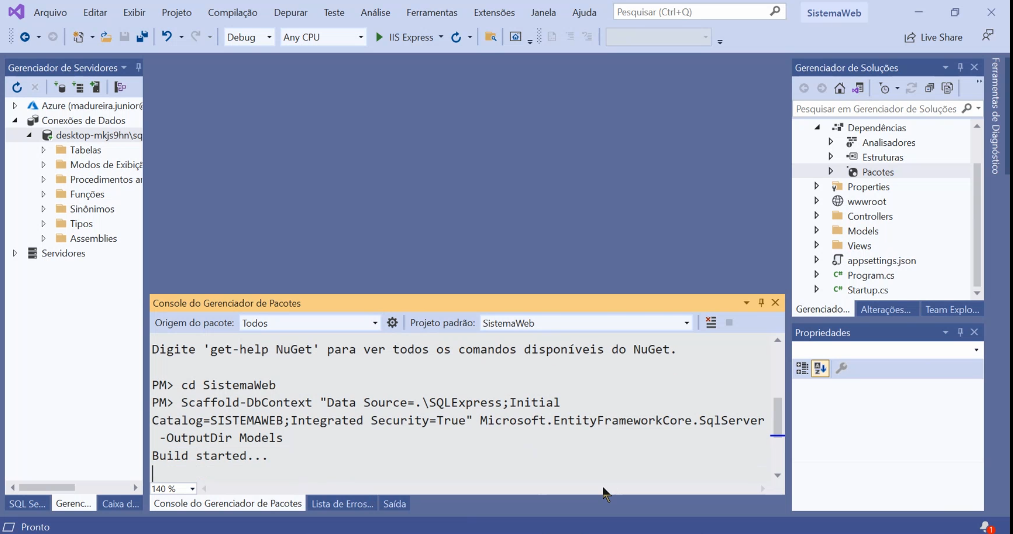 Arquivo Editar Exibir Projeto Compilação Depurar Teste Análise Ferramentas Extensões Janela Ajuda Pesquisar (Ctrl+Q) SistemaWeb
Debug Any CPU IIS Express Live Share
Gerenciador de Servidores
Azure (madureira.junior@
Conexões de Dados
desktop-mkjs9hn\sq
Tabelas
Modos de Exibiç
Procedimentos ar
Funções
Sinônimos
Tipos
Assemblies
Servidores
SQL Se... Gerenc... Caixa d...
Console do Gerenciador de Pacotes
Origem do pacote: Todos Projeto padrão: SistemaWeb
Digite 'get-help NuGet' para ver todos os comandos disponíveis do NuGet.
PM> cd SistemaWeb
PM> Scaffold-DbContext "Data Source=.\SQLExpress;Initial
Catalog=SISTEMAWEB;Integrated Security=True" Microsoft.EntityFrameworkCore.SqlServer
-OutputDir Models
Build started...
140 %
Console do Gerenciador de Pacotes Lista de Erros... Saída
Gerenciador de Soluções
Pesquisar em Gerenciador de Soluções
Dependências
Analisadores
Estruturas
Pacotes
Properties
wwwroot
Controllers
Models
Views
appsettings.json
C# Program.cs
C# Startup.cs
Gerenciado... Alterações... Team Explo...
Propriedades
Ferramentas de Diagnóstico
Pronto
1